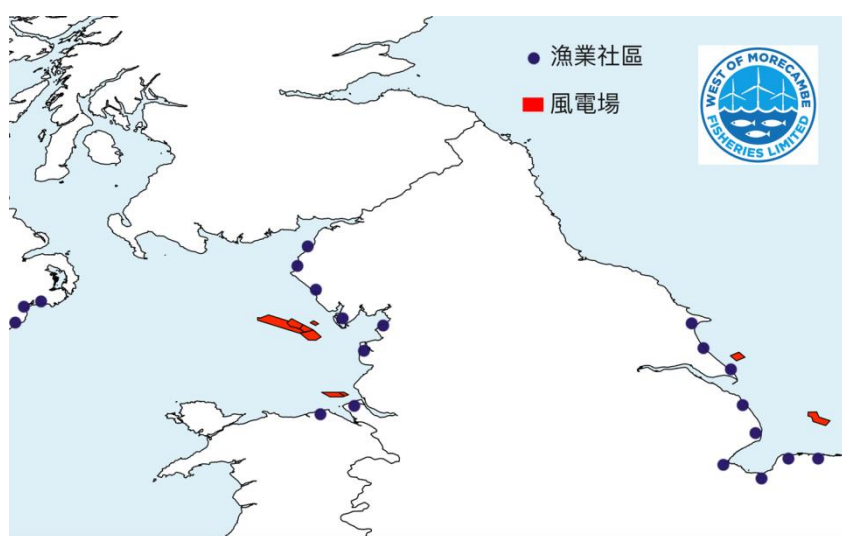 漁業社區
風電場
WEST OF MORECAMBE
FISHERIES LIMITED